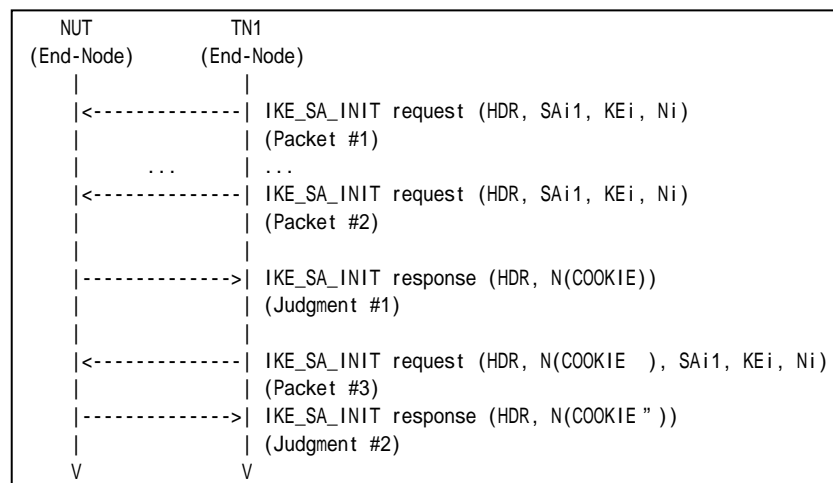 NUT TN1
(End-Node) (End-Node)
| |
|<--------------| IKE_SA_INIT request (HDR, SAi1, KEi, Ni)
| | (Packet #1)
| ... | ...
|<--------------| IKE_SA_INIT request (HDR, SAi1, KEi, Ni)
| | (Packet #2)
| |
|-------------->| IKE_SA_INIT response (HDR, N(COOKIE))
| | (Judgment #1)
| |
|<--------------| IKE_SA_INIT request (HDR, N(COOKIE ), SAi1, KEi, Ni)
| | (Packet #3)
|-------------->| IKE_SA_INIT response (HDR, N(COOKIE”))
| | (Judgment #2)
V V